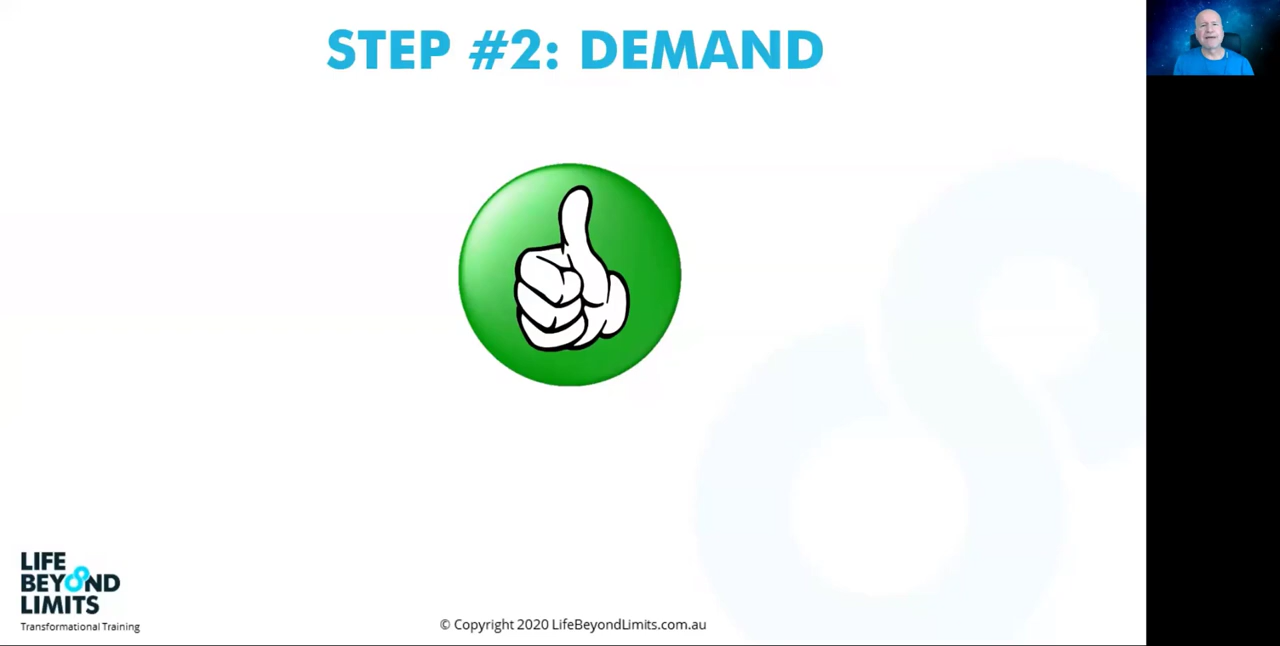 STEP #2: DEMAND
LIFE
BEYOND
LIMITS
Transformational Training
© Copyright 2020 LifeBeyondLimits.com.au